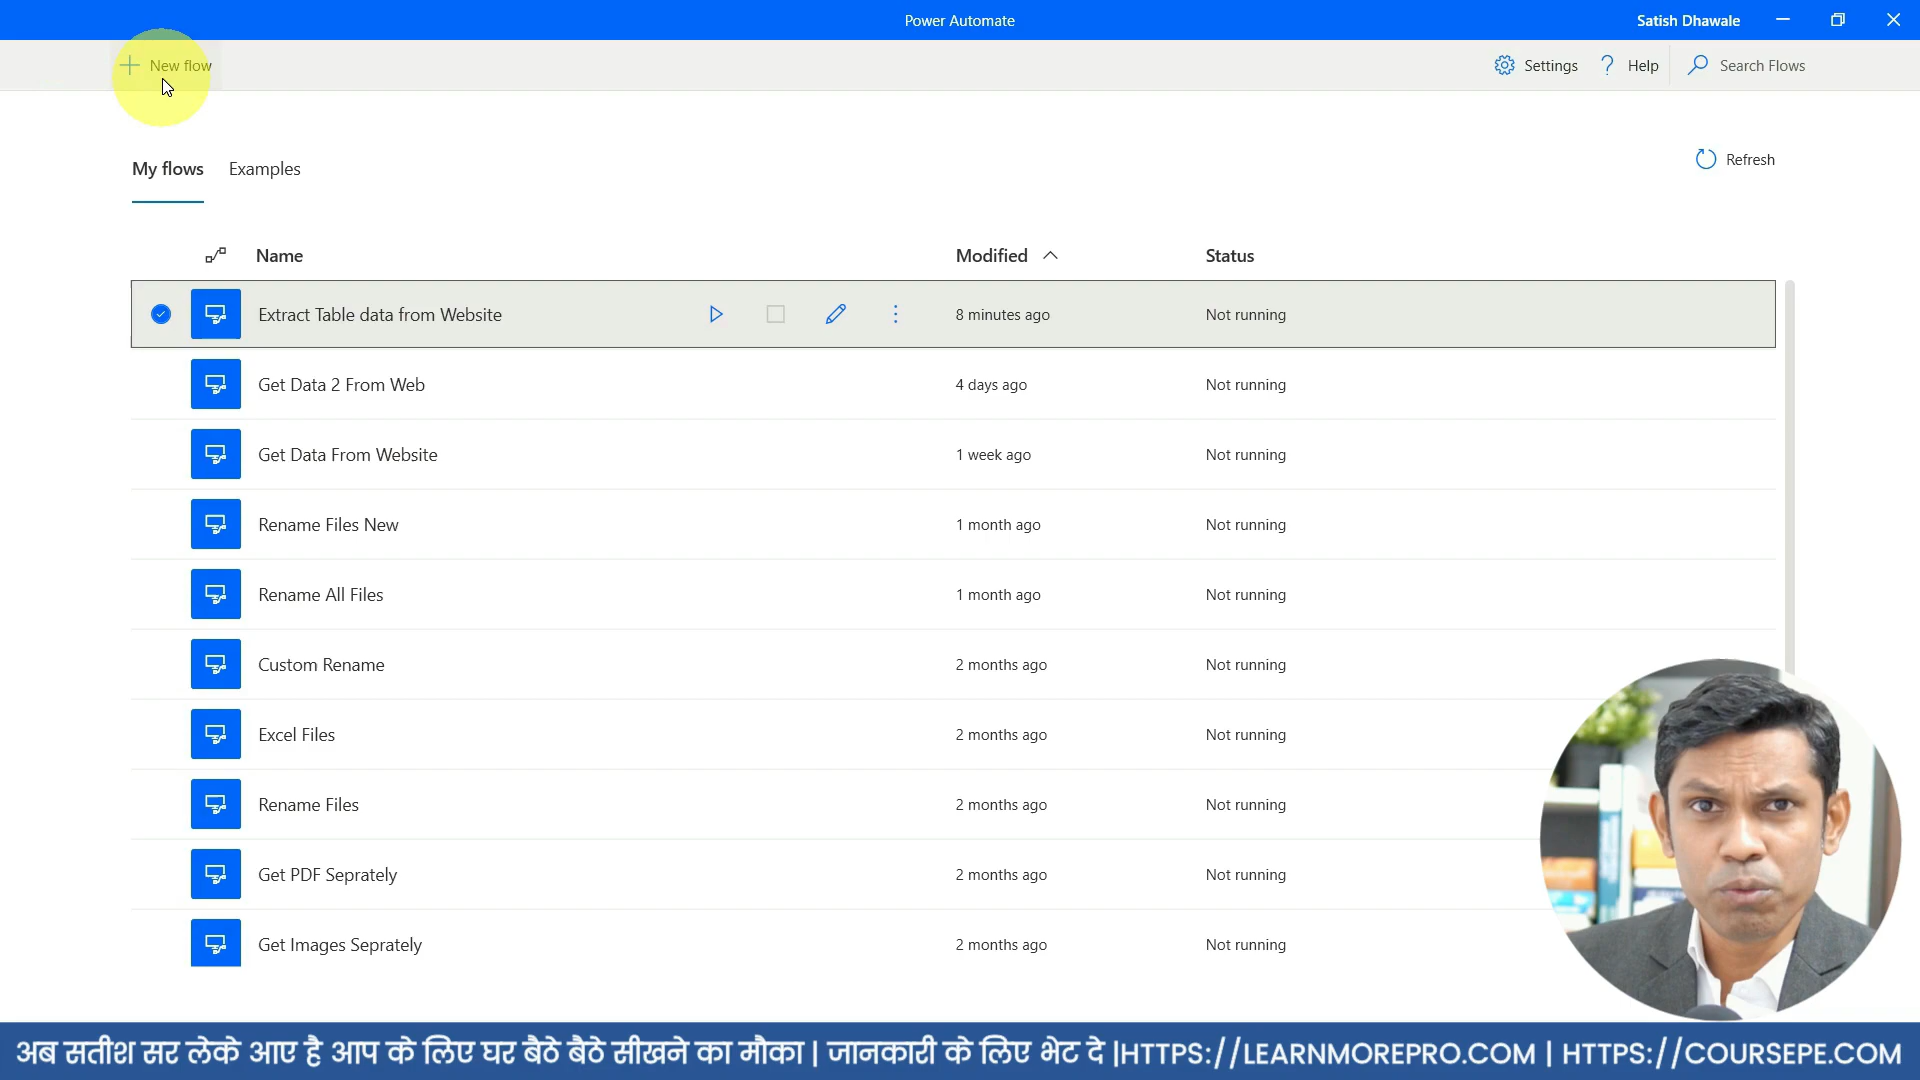 Power Automate
Satish Dhawale
New flow
Settings
Help
Search Flows
My flows
Examples
Refresh
Name
Modified
Status
Extract Table data from Website
8 minutes ago
Not running
Get Data 2 From Web
4 days ago
Not running
Get Data From Website
1 week ago
Not running
Rename Files New
1 month ago
Not running
Rename All Files
1 month ago
Not running
Custom Rename
2 months ago
Not running
Excel Files
2 months ago
Not running
Rename Files
2 months ago
Not running
Get PDF Seprately
2 months ago
Not running
Get Images Seprately
2 months ago
Not running
अब सतीश सर लेके आए है आप के लिए घर बैठे बैठे सीखने का मौका | जानकारी के लिए भेट दे |HTTPS://LEARNMOREPRO.COM | HTTPS://COURSEPE.COM